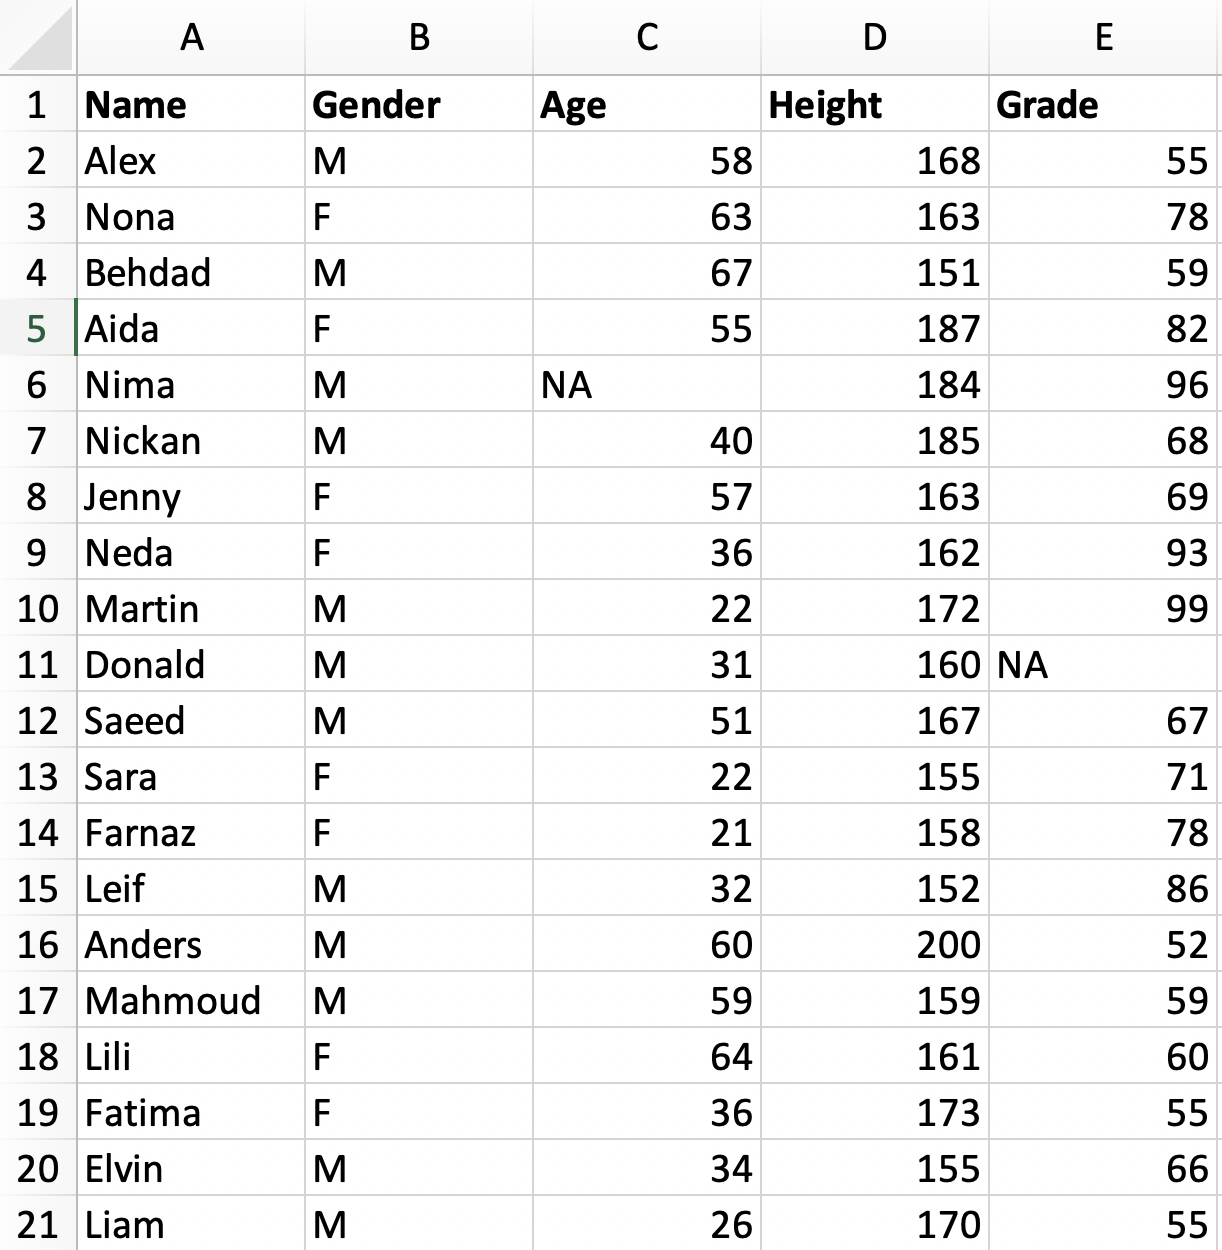 A B C D E
1 Name Gender Age Height Grade
2 Alex M 58 168 55
3 Nona F 63 163 78
4 Behdad M 67 151 59
5 Aida F 55 187 82
6 Nima M NA 184 96
7 Nickan M 40 185 68
8 Jenny F 57 163 69
9 Neda F 36 162 93
10 Martin M 22 172 99
11 Donald M 31 160 NA
12 Saeed M 51 167 67
13 Sara F 22 155 71
14 Farnaz F 21 158 78
15 Leif M 32 152 86
16 Anders M 60 200 52
17 Mahmoud M 59 159 59
18 Lili F 64 161 60
19 Fatima F 36 173 55
20 Elvin M 34 155 66
21 Liam M 26 170 55